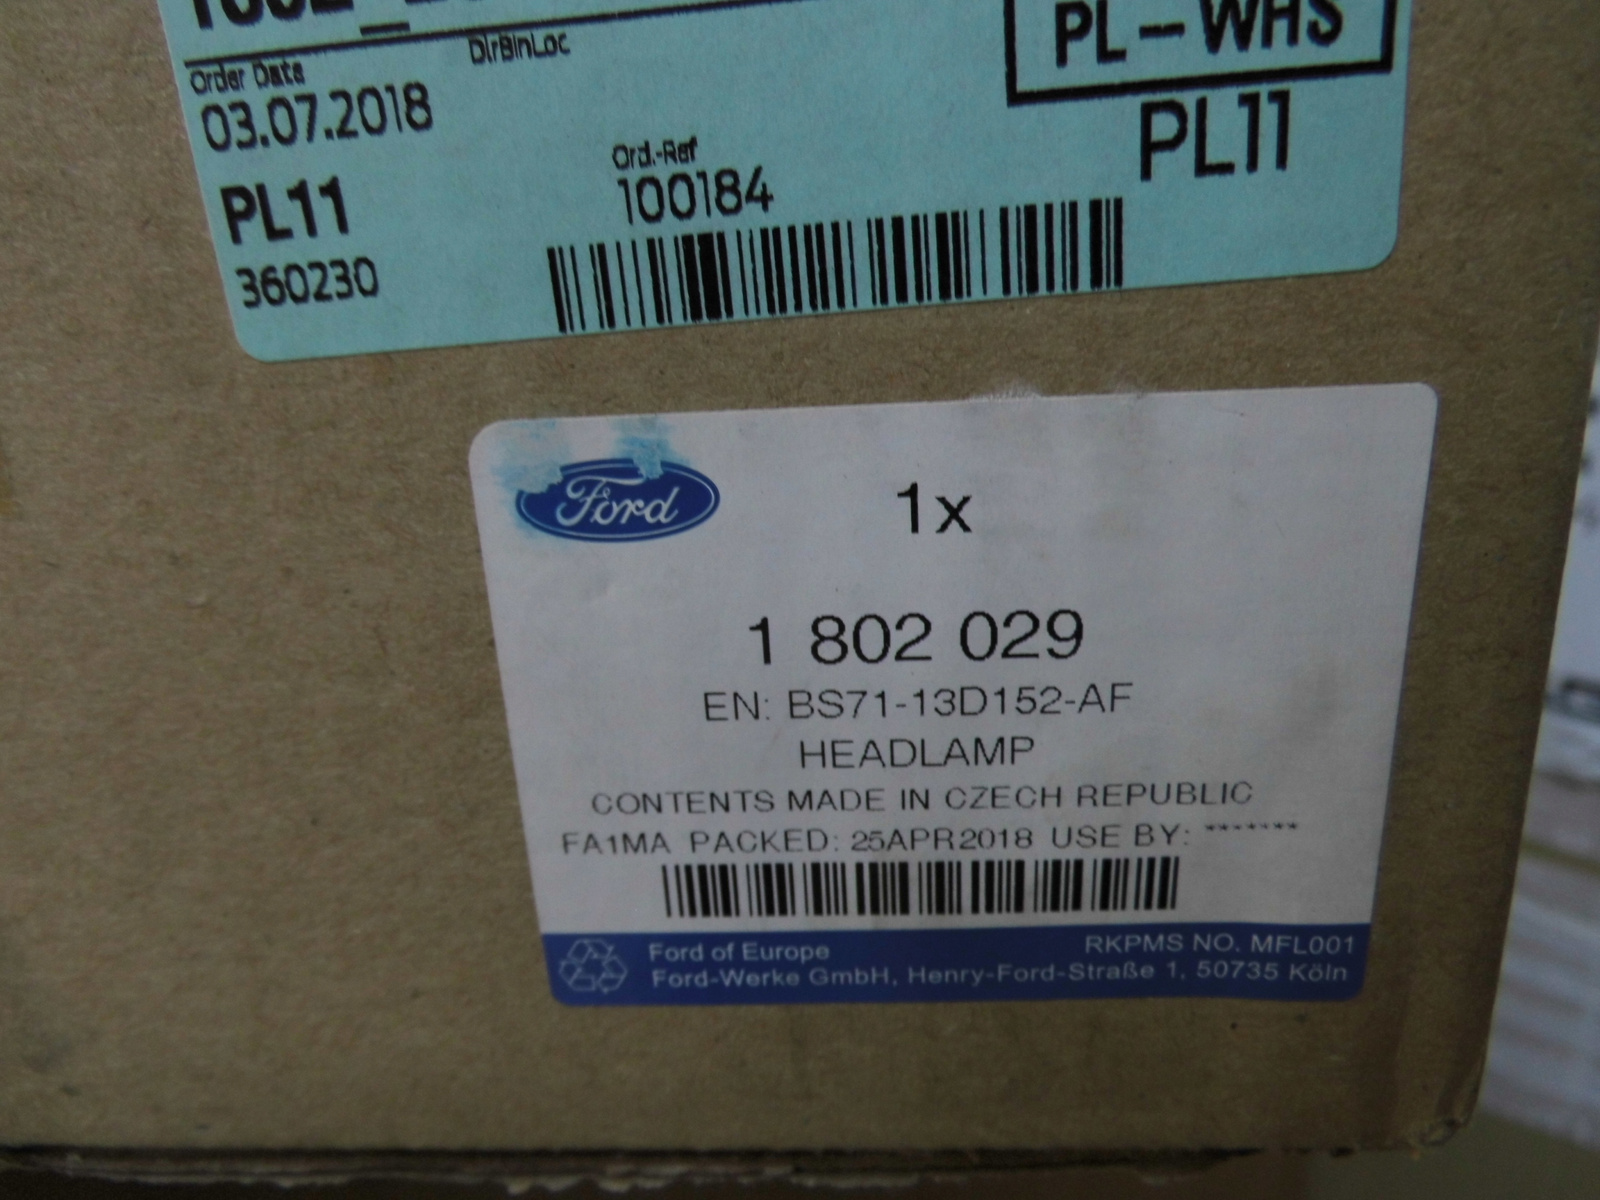 DirBinLoc
PL-WHS
Order Date
03.07.2018
PL11
Ord.-Ref
PL11
100184
360230
Ford
1x
1 802 029
EN: BS71-13D152-AF
HEADLAMP
CONTENTS MADE IN CZECH REPUBLIC
FA1MA PACKED: 25APR2018 USE BY: *******
Ford of Europe
RKPMS NO. MFL001
Ford-Werke GmbH, Henry-Ford-Straße 1, 50735 Köln